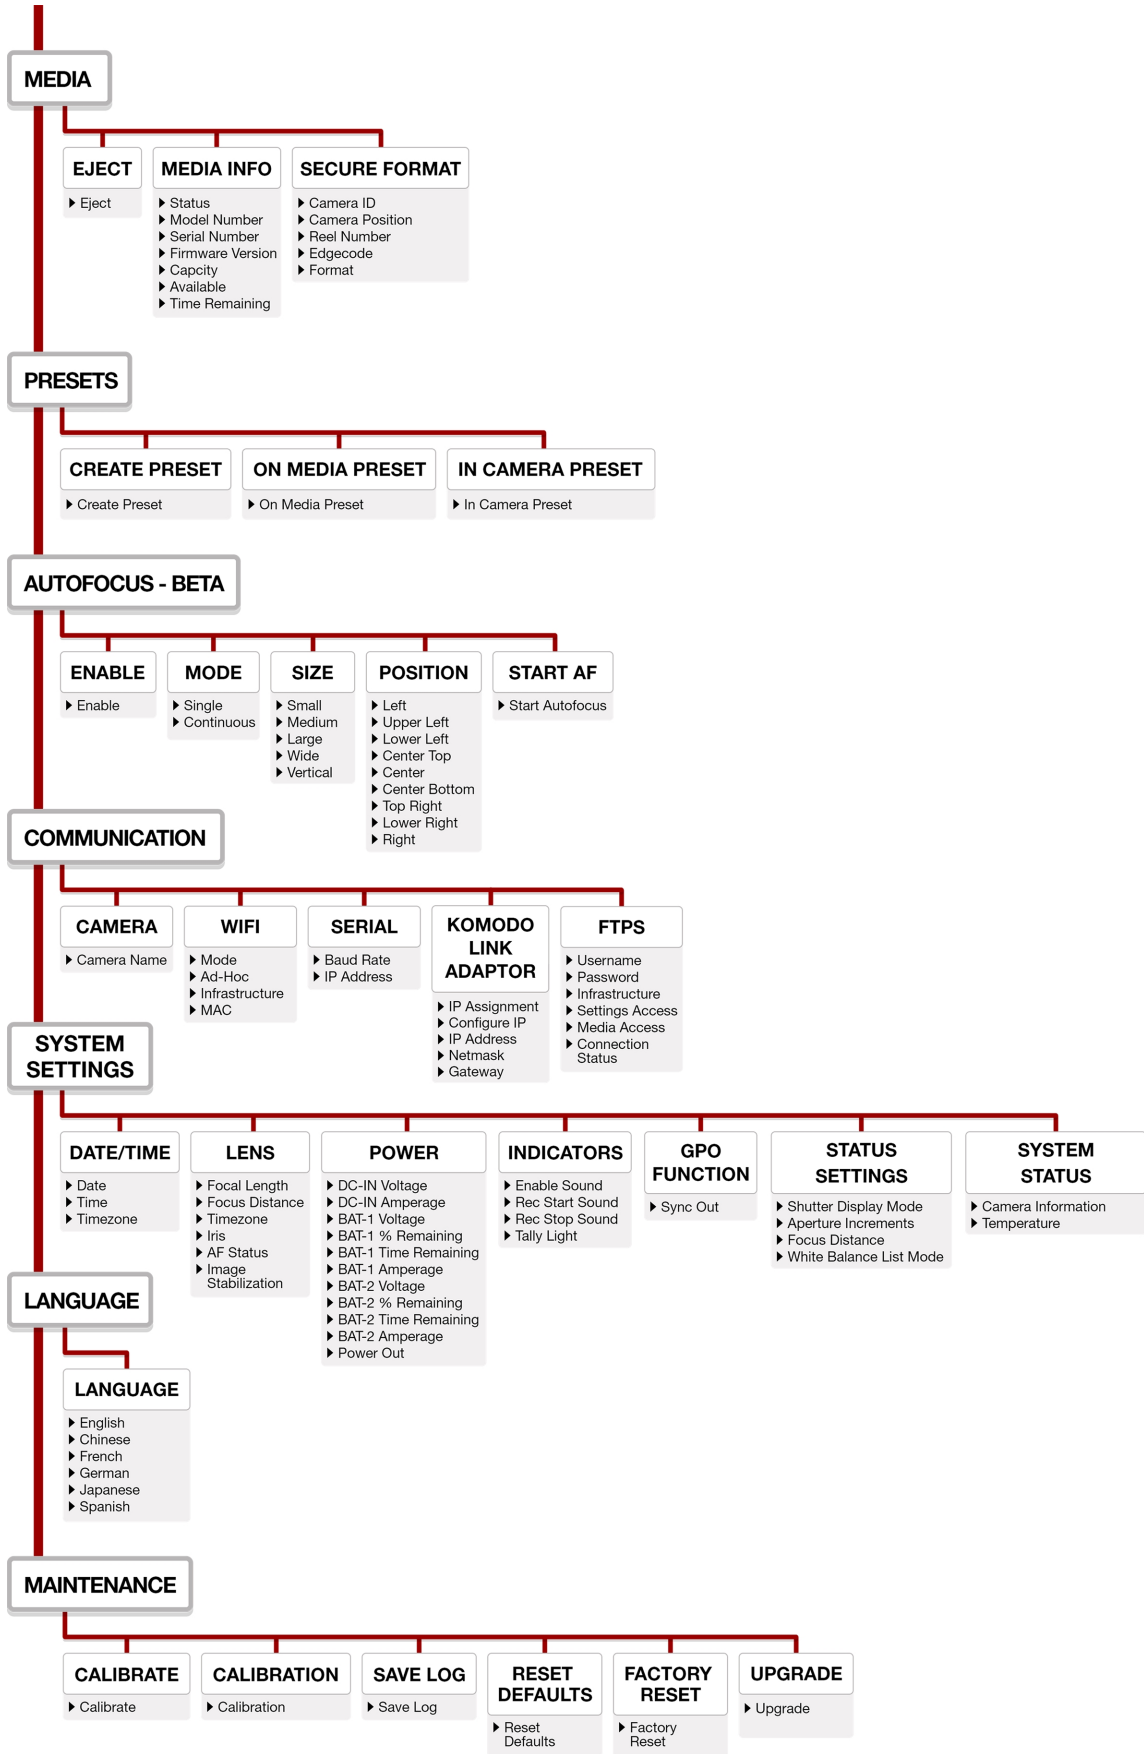 MEDIA
EJECT
Eject
MEDIA INFO
Status
Model Number
Serial Number
Firmware Version
Capcity
Available
Time Remaining
SECURE FORMAT
Camera ID
Camera Position
Reel Number
Edgecode
Format
PRESETS
CREATE PRESET
Create Preset
ON MEDIA PRESET
On Media Preset
IN CAMERA PRESET
In Camera Preset
AUTOFOCUS - BETA
ENABLE
Enable
MODE
Single
Continuous
SIZE
Small
Medium
Large
Wide
Vertical
POSITION
Left
Upper Left
Lower Left
Center Top
Center
Center Bottom
Top Right
Lower Right
Right
START AF
Start Autofocus
COMMUNICATION
CAMERA
Camera Name
WIFI
Mode
Ad-Hoc
Infrastructure
MAC
SERIAL
Baud Rate
IP Address
KOMODO
LINK
ADAPTOR
IP Assignment
Configure IP
IP Address
Netmask
Gateway
FTPS
Username
Password
Infrastructure
Settings Access
Media Access
Connection
Status
SYSTEM
SETTINGS
DATE/TIME
Date
Time
Timezone
LENS
Focal Length
Focus Distance
Timezone
Iris
AF Status
Image
Stabilization
POWER
DC-IN Voltage
DC-IN Amperage
BAT-1 Voltage
BAT-1 % Remaining
BAT-1 Time Remaining
BAT-1 Amperage
BAT-2 Voltage
BAT-2 % Remaining
BAT-2 Time Remaining
BAT-2 Amperage
Power Out
INDICATORS
Enable Sound
Rec Start Sound
Rec Stop Sound
Tally Light
GPO
FUNCTION
Sync Out
STATUS
SETTINGS
Shutter Display Mode
Aperture Increments
Focus Distance
White Balance List Mode
SYSTEM
STATUS
Camera Information
Temperature
LANGUAGE
LANGUAGE
English
Chinese
French
German
Japanese
Spanish
MAINTENANCE
CALIBRATE
Calibrate
CALIBRATION
Calibration
SAVE LOG
Save Log
RESET
DEFAULTS
Reset
Defaults
FACTORY
RESET
Factory
Reset
UPGRADE
Upgrade